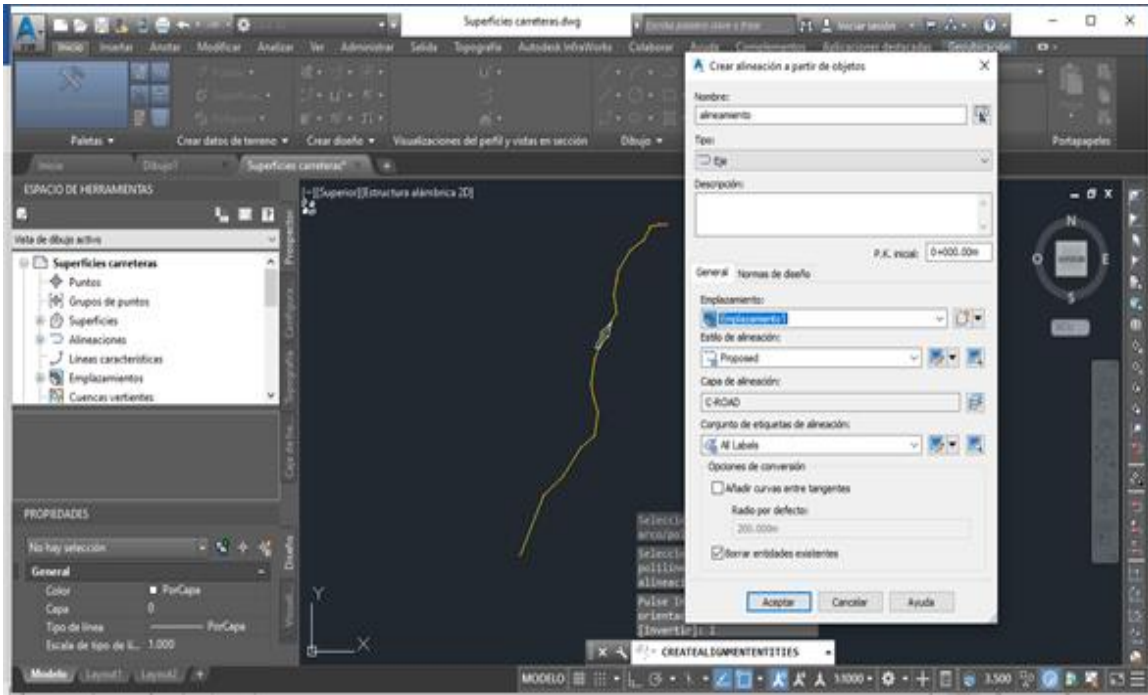 Superficies carreteras.dwg
Iniciar sesión
Inicio Insertar Anotar Modificar Analizar Ver Administrar Salida Topografía Autodesk InfraWorks Colaborar Ayuda Complementos Aplicaciones destacadas Geoubicación
Paletas Crear datos de terreno Crear diseño Visualizaciones del perfil y vistas en sección Dibujo Portapapeles
Inicio Dibujo1 Superficies carreteras*
ESPACIO DE HERRAMIENTAS
Vista de dibujo activo
Superficies carreteras
Puntos
Grupos de puntos
Superficies
Alineaciones
Líneas características
Emplazamientos
Cuencas vertientes
Prospector
Topografía
[-][Superior][Estructura alámbrica 2D]
N
O
E
S
PROPIEDADES
No hay selección
General
Color PorCapa
Capa 0
Tipo de línea PorCapa
Escala de tipo de lí... 1.000
Diseño
Y
X
Crear alineación a partir de objetos
Nombre:
alineamiento
Tipo:
Eje
Descripción:
P.K. inicial: 0+000.00m
General Normas de diseño
Emplazamiento:
Emplazamiento 1
Estilo de alineación:
Proposed
Capa de alineación:
C-ROAD
Conjunto de etiquetas de alineación:
All Labels
Opciones de conversión
Añadir curvas entre tangentes
Radio por defecto:
200.000m
Borrar entidades existentes
Aceptar Cancelar Ayuda
[Invertir]: I
CREATEALIGNMENTENTITIES
Modelo Layout1 Layout2 +
MODELO 1:1000 3.500